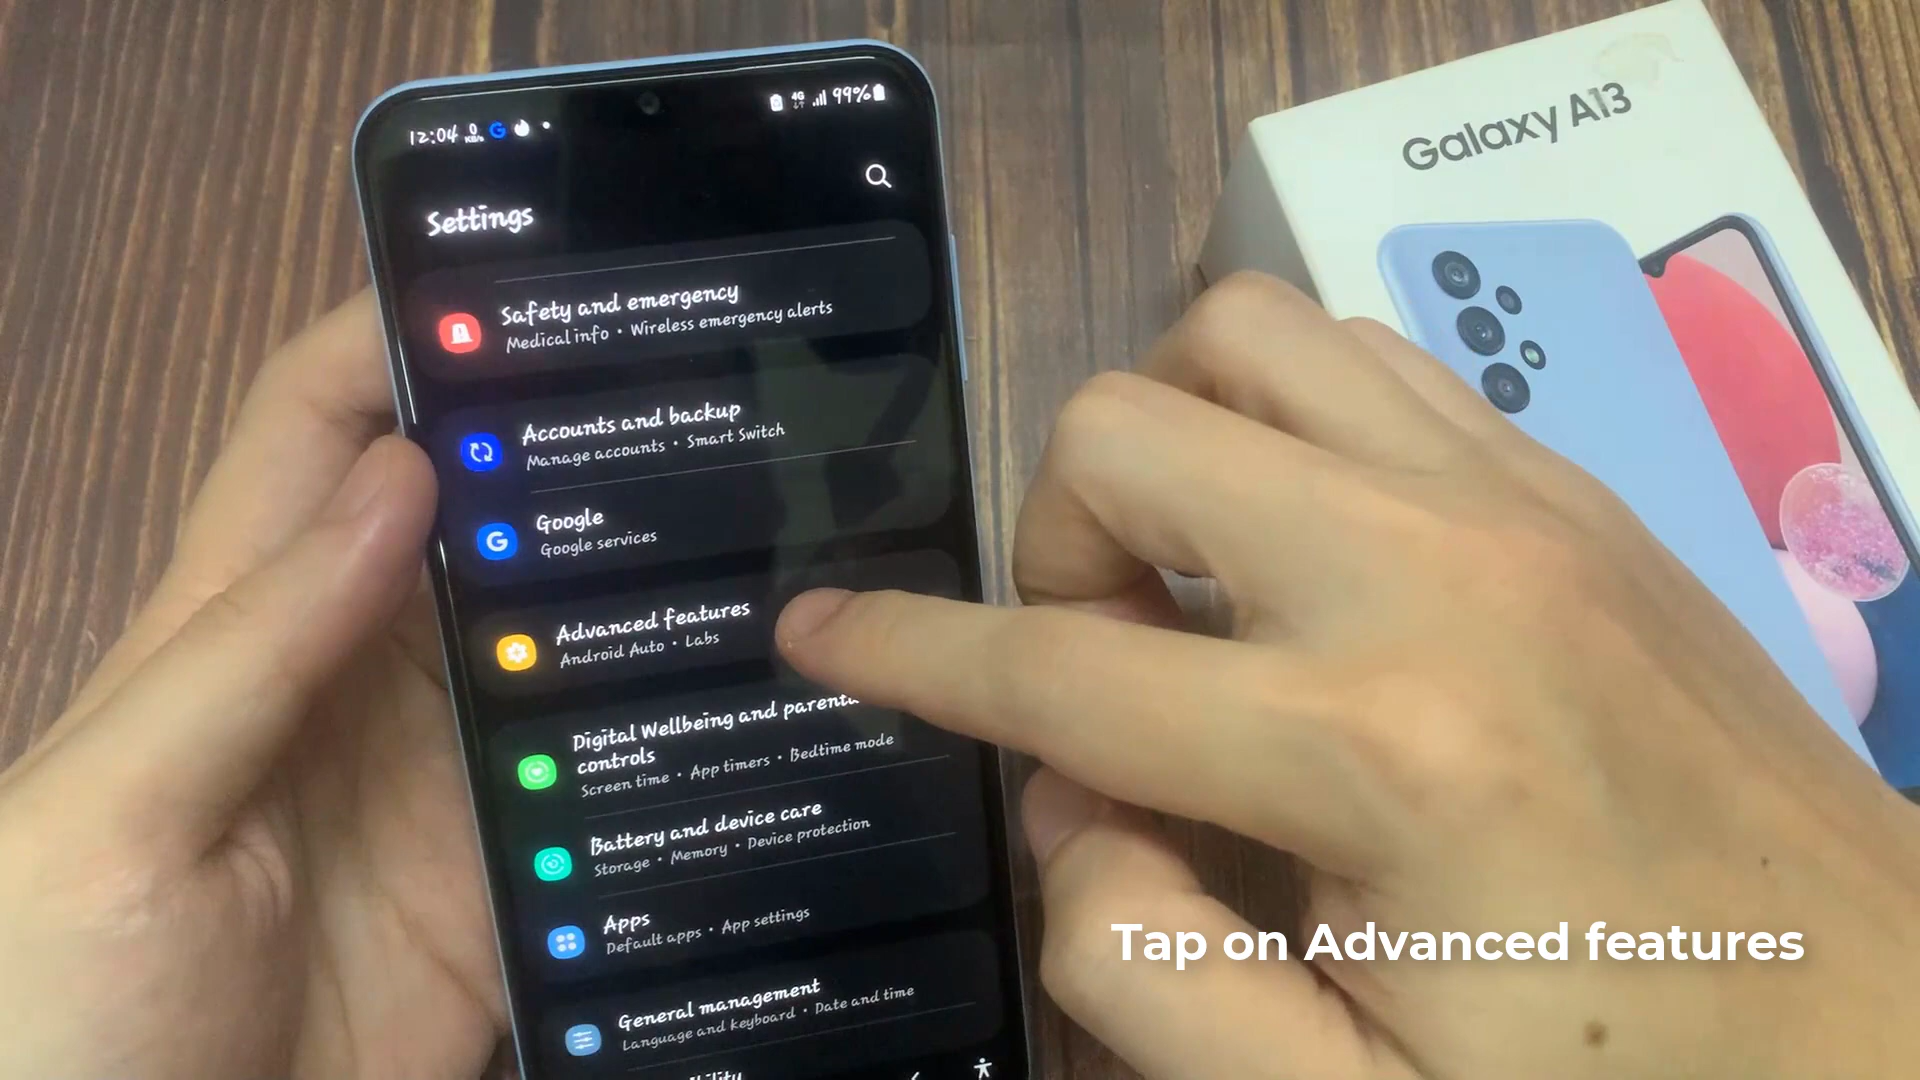 12:04 0 KB/s G
4G 99%
Settings
Safety and emergency
Medical info • Wireless emergency alerts
Accounts and backup
Manage accounts • Smart Switch
G Google
Google services
Advanced features
Android Auto • Labs
Digital Wellbeing and
controls
Screen time • App timers • Bedtime mode
Battery and device care
Storage • Memory • Device protection
Apps
Default apps • App settings
General management
Language and keyboard • Date and time
Galaxy A13
Tap on Advanced features